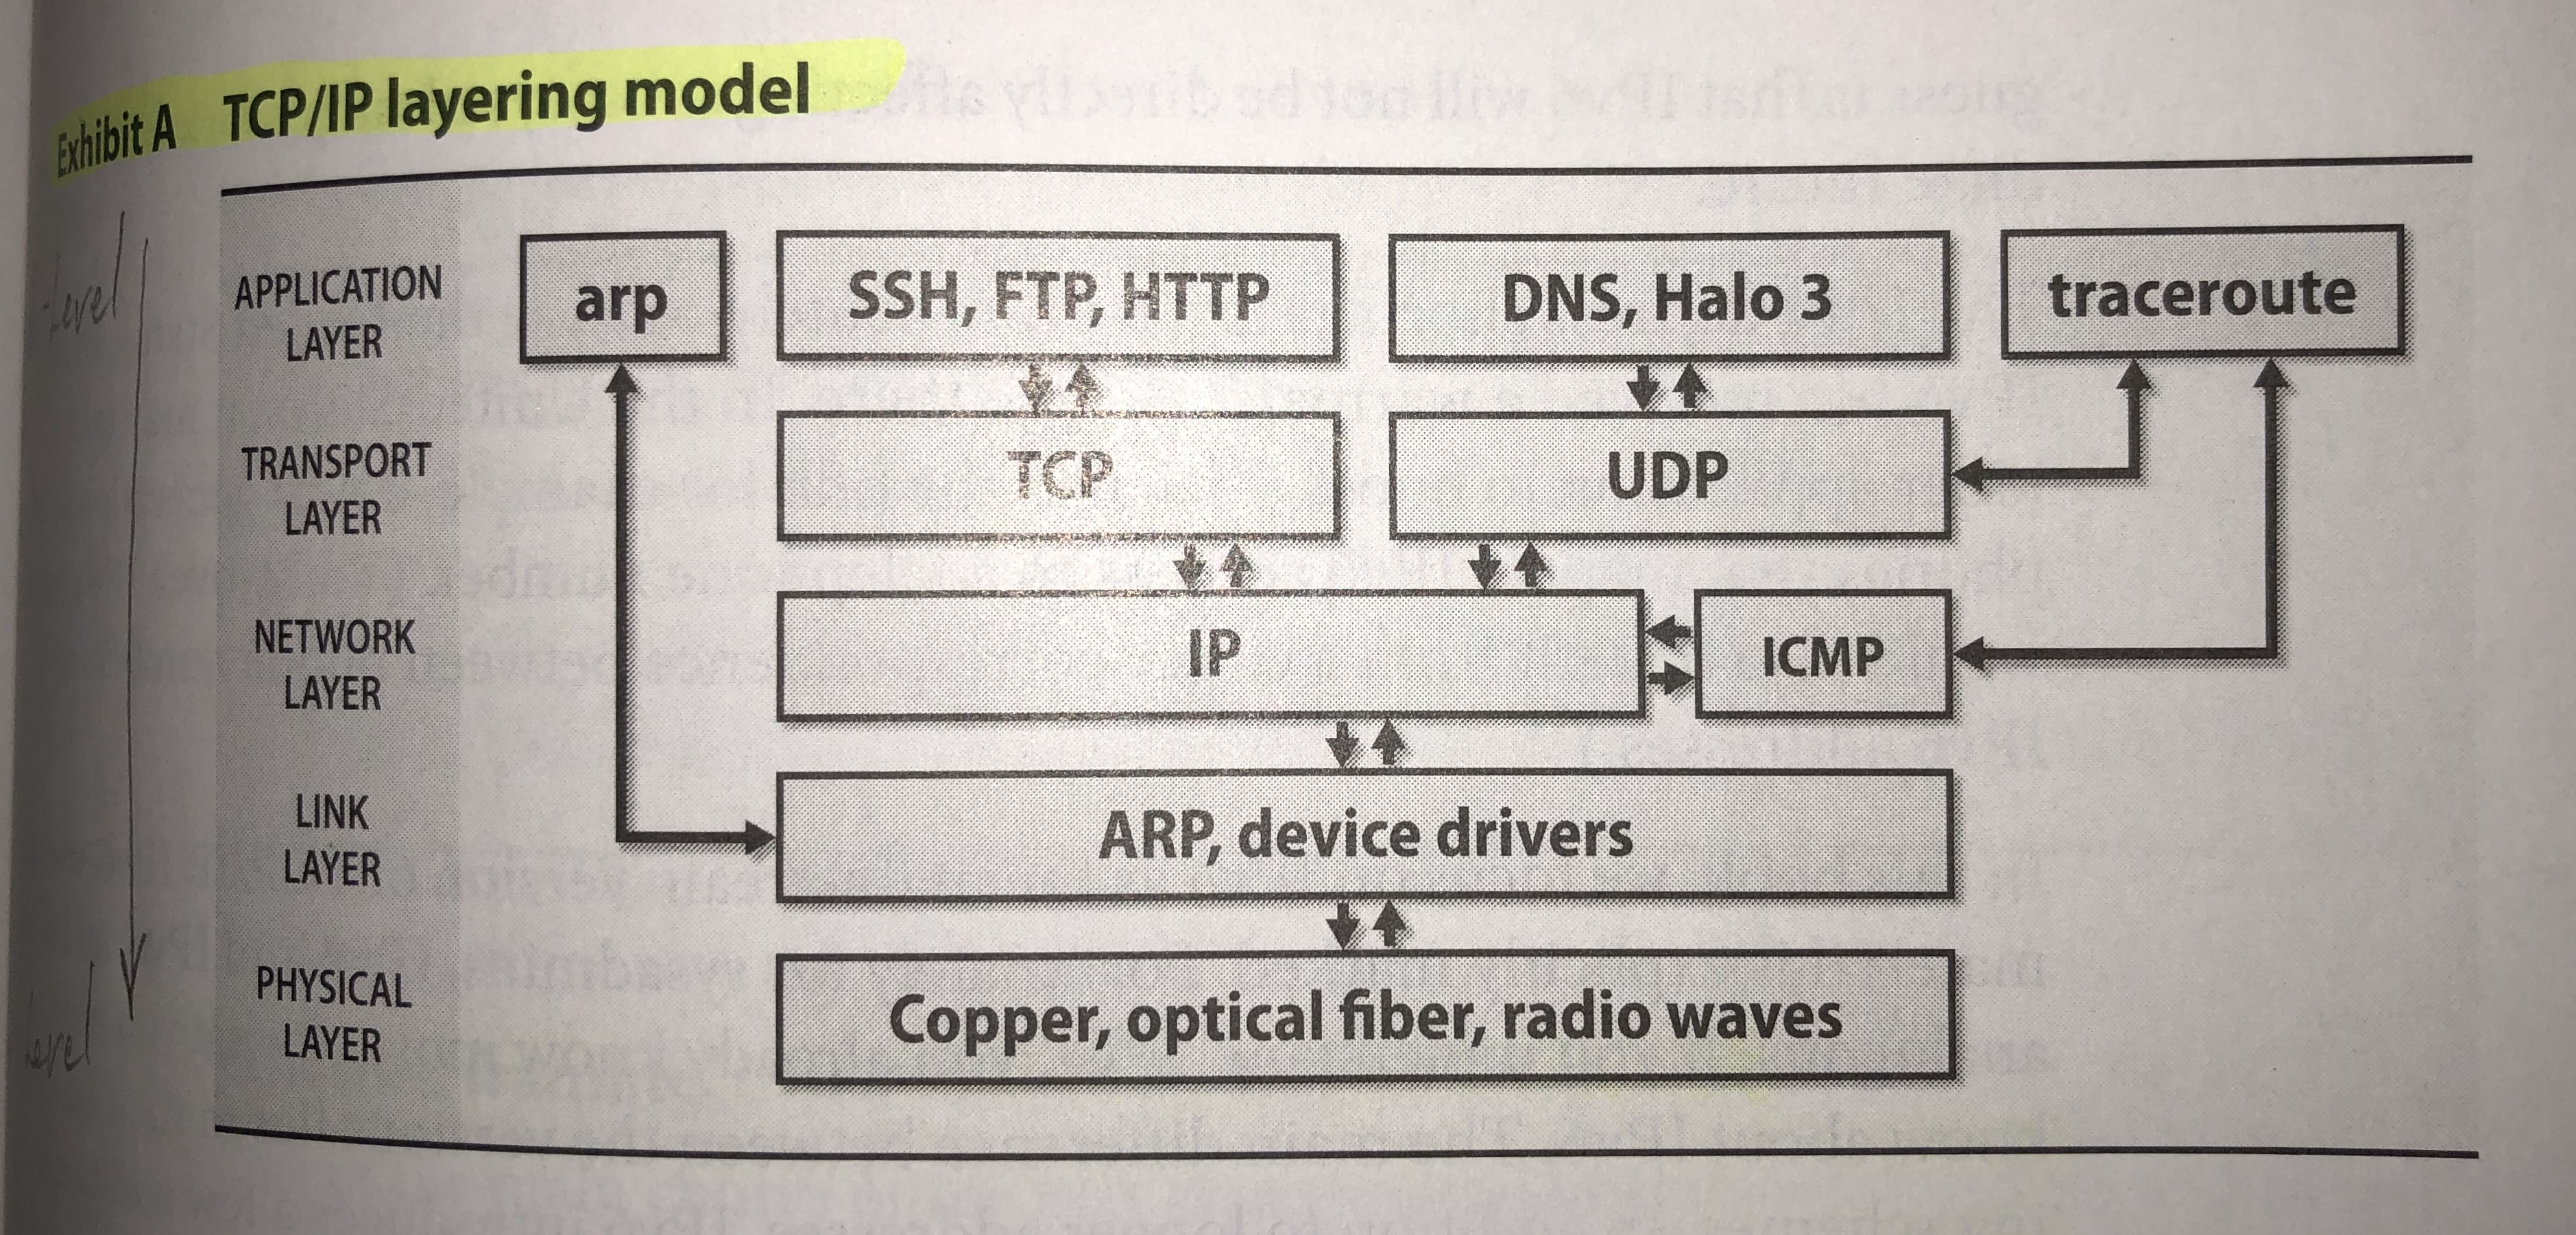 Exhibit A TCP/IP layering model
APPLICATION
LAYER
arp
SSH, FTP, HTTP
DNS, Halo 3
traceroute
TRANSPORT
LAYER
TCP
UDP
NETWORK
LAYER
IP
ICMP
LINK
LAYER
ARP, device drivers
PHYSICAL
LAYER
Copper, optical fiber, radio waves
level
level